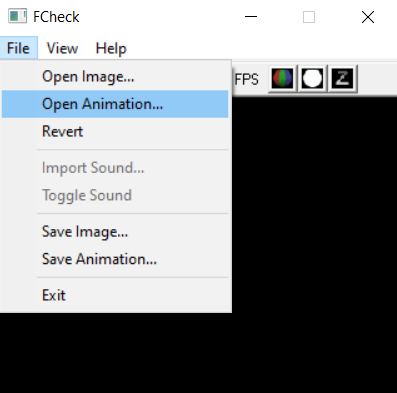 FCheck
File View Help
Open Image...
FPS
Z
Open Animation...
Revert
Import Sound...
Toggle Sound
Save Image...
Save Animation...
Exit